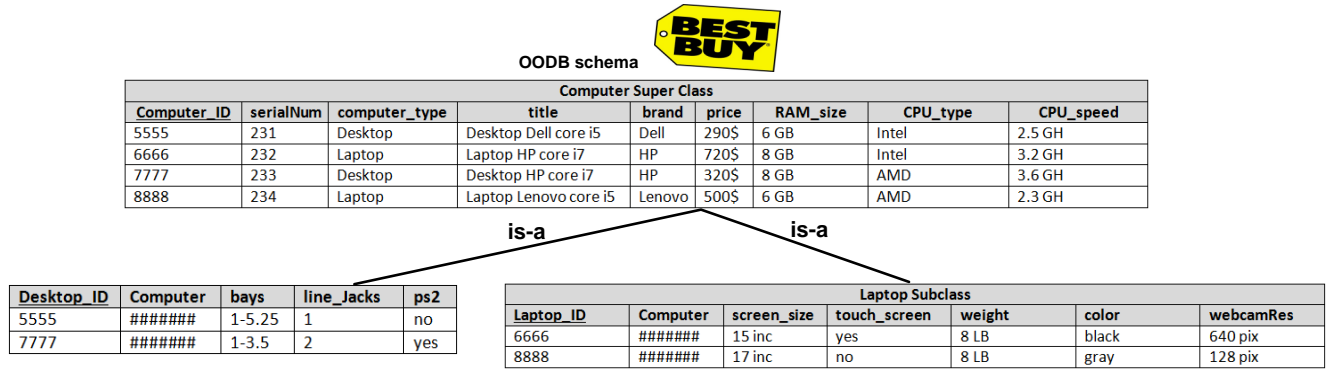 BEST
BUY
OODB schema
Computer Super Class
Computer_ID serialNum computer_type title brand price RAM_size CPU_type CPU_speed
5555 231 Desktop Desktop Dell core i5 Dell 290$ 6 GB Intel 2.5 GH
6666 232 Laptop Laptop HP core i7 HP 720$ 8 GB Intel 3.2 GH
7777 233 Desktop Desktop HP core i7 HP 320$ 8 GB AMD 3.6 GH
8888 234 Laptop Laptop Lenovo core i5 Lenovo 500$ 6 GB AMD 2.3 GH
is-a is-a
Desktop_ID Computer bays line_Jacks ps2
5555 ####### 1-5.25 1 no
7777 ####### 1-3.5 2 yes
Laptop Subclass
Laptop_ID Computer screen_size touch_screen weight color webcamRes
6666 ####### 15 inc yes 8 LB black 640 pix
8888 ####### 17 inc no 8 LB gray 128 pix